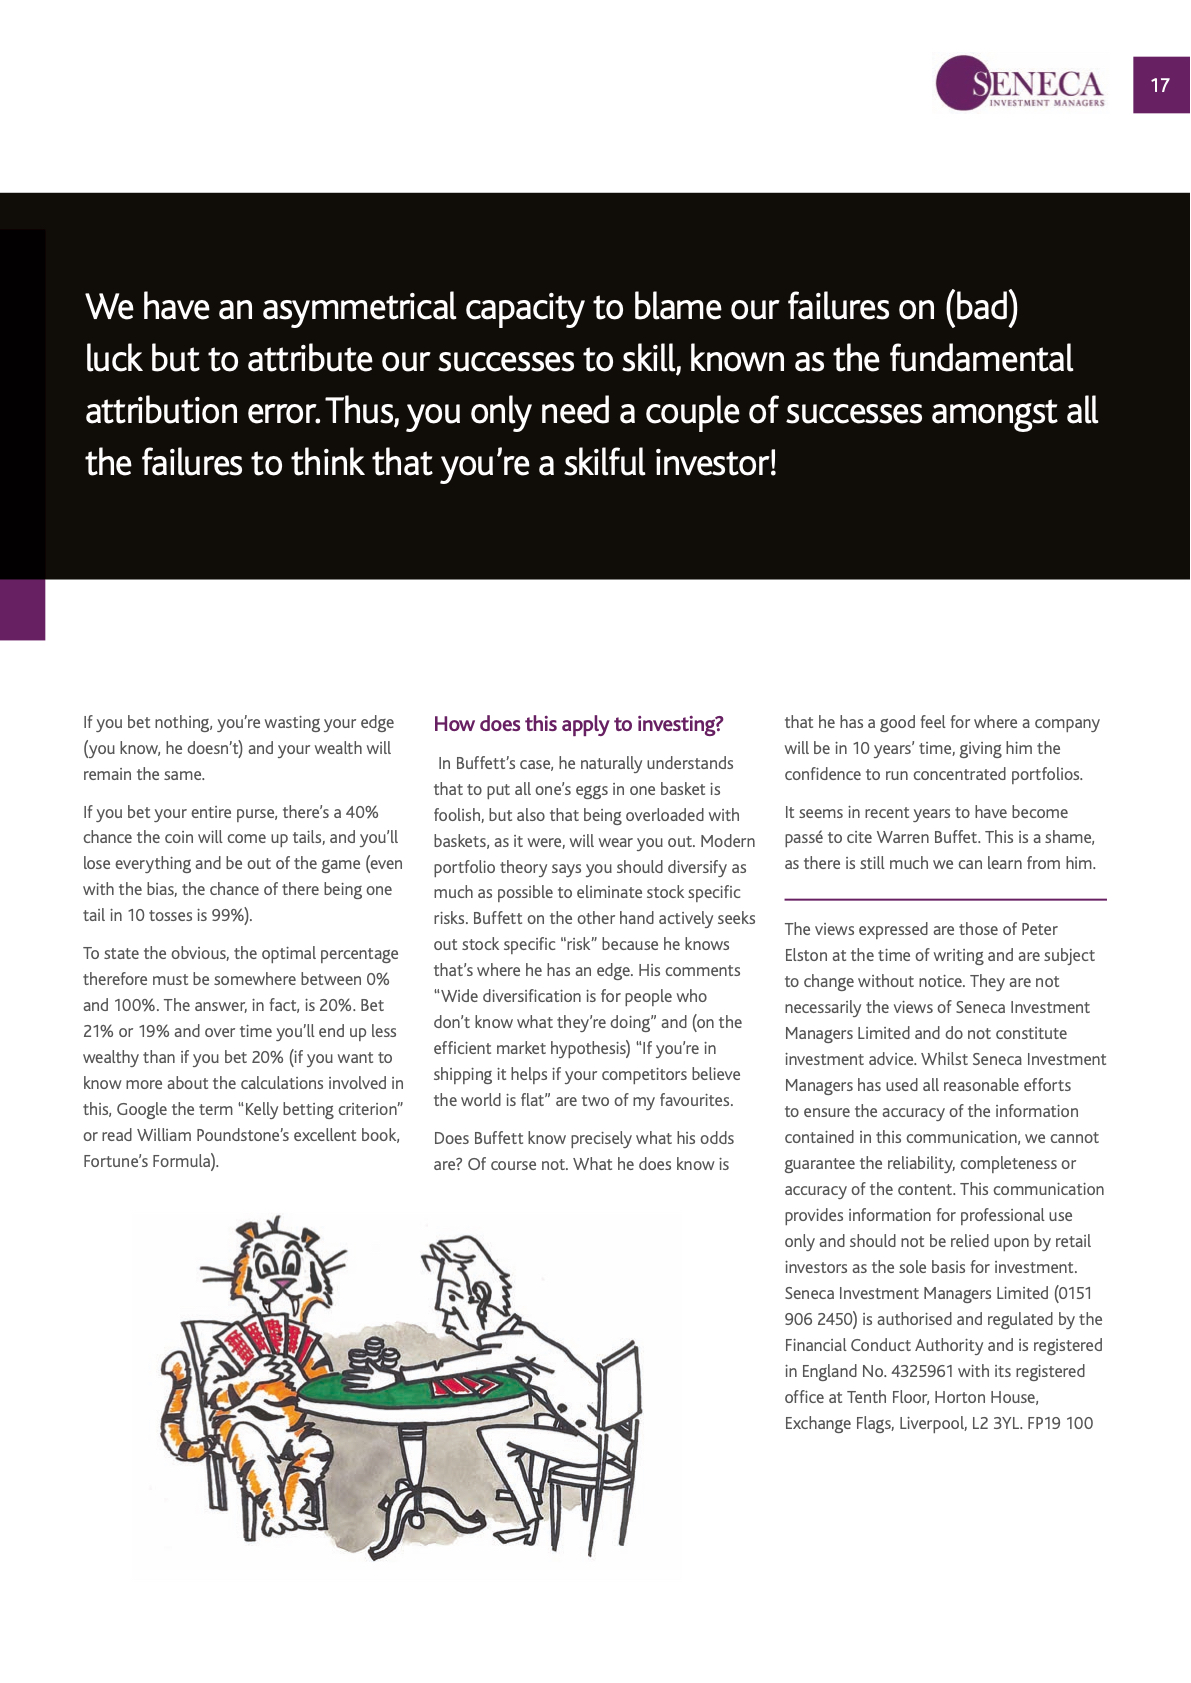 SENECA
INVESTMENT MANAGERS
17
We have an asymmetrical capacity to blame our failures on (bad)
luck but to attribute our successes to skill, known as the fundamental
attribution error. Thus, you only need a couple of successes amongst all
the failures to think that you’re a skilful investor!
If you bet nothing, you’re wasting your edge
(you know, he doesn’t) and your wealth will
remain the same.
If you bet your entire purse, there’s a 40%
chance the coin will come up tails, and you’ll
lose everything and be out of the game (even
with the bias, the chance of there being one
tail in 10 tosses is 99%).
To state the obvious, the optimal percentage
therefore must be somewhere between 0%
and 100%. The answer, in fact, is 20%. Bet
21% or 19% and over time you’ll end up less
wealthy than if you bet 20% (if you want to
know more about the calculations involved in
this, Google the term “Kelly betting criterion”
or read William Poundstone’s excellent book,
Fortune’s Formula).
How does this apply to investing?
In Buffett’s case, he naturally understands
that to put all one’s eggs in one basket is
foolish, but also that being overloaded with
baskets, as it were, will wear you out. Modern
portfolio theory says you should diversify as
much as possible to eliminate stock specific
risks. Buffett on the other hand actively seeks
out stock specific “risk” because he knows
that’s where he has an edge. His comments
“Wide diversification is for people who
don’t know what they’re doing” and (on the
efficient market hypothesis) “If you’re in
shipping it helps if your competitors believe
the world is flat” are two of my favourites.
Does Buffett know precisely what his odds
are? Of course not. What he does know is
that he has a good feel for where a company
will be in 10 years’ time, giving him the
confidence to run concentrated portfolios.
It seems in recent years to have become
passé to cite Warren Buffet. This is a shame,
as there is still much we can learn from him.
The views expressed are those of Peter
Elston at the time of writing and are subject
to change without notice. They are not
necessarily the views of Seneca Investment
Managers Limited and do not constitute
investment advice. Whilst Seneca Investment
Managers has used all reasonable efforts
to ensure the accuracy of the information
contained in this communication, we cannot
guarantee the reliability, completeness or
accuracy of the content. This communication
provides information for professional use
only and should not be relied upon by retail
investors as the sole basis for investment.
Seneca Investment Managers Limited (0151
906 2450) is authorised and regulated by the
Financial Conduct Authority and is registered
in England No. 4325961 with its registered
office at Tenth Floor, Horton House,
Exchange Flags, Liverpool, L2 3YL. FP19 100